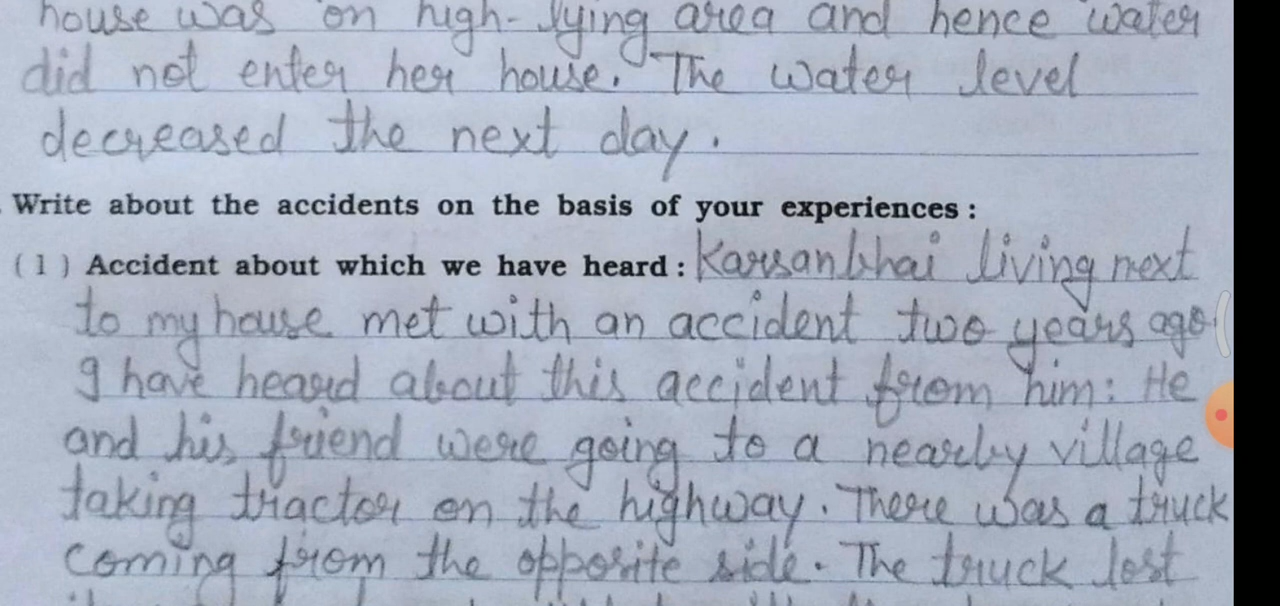 house was on high-lying area and hence water
did not enter her house. The water level
decreased the next day.
Write about the accidents on the basis of your experiences :
( 1 ) Accident about which we have heard : Karsanbhai living next
to my house met with an accident two years ago.
I have heard about this accident from him: He
and his friend were going to a nearby village
taking tractor on the highway. There was a truck
coming from the opposite side. The truck lost